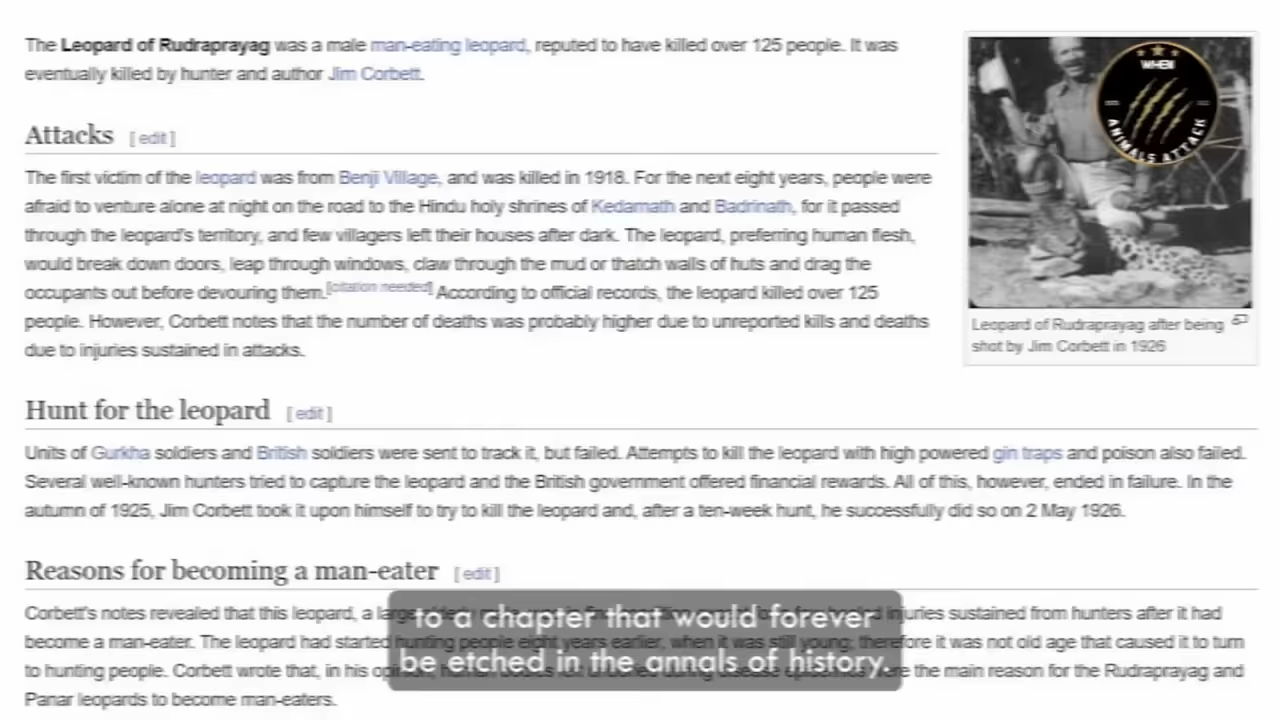 The Leopard of Rudraprayag was a male man-eating leopard, reputed to have killed over 125 people. It was
eventually killed by hunter and author Jim Corbett.
WHEN
ANIMALS ATTACK
Attacks [ edit ]
The first victim of the leopard was from Benji Village, and was killed in 1918. For the next eight years, people were
afraid to venture alone at night on the road to the Hindu holy shrines of Kedarnath and Badrinath, for it passed
through the leopard's territory, and few villagers left their houses after dark. The leopard, preferring human flesh,
would break down doors, leap through windows, claw through the mud or thatch walls of huts and drag the
occupants out before devouring them.[citation needed] According to official records, the leopard killed over 125
people. However, Corbett notes that the number of deaths was probably higher due to unreported kills and deaths
due to injuries sustained in attacks.
Leopard of Rudraprayag after being
shot by Jim Corbett in 1926
Hunt for the leopard [ edit ]
Units of Gurkha soldiers and British soldiers were sent to track it, but failed. Attempts to kill the leopard with high powered gin traps and poison also failed.
Several well-known hunters tried to capture the leopard and the British government offered financial rewards. All of this, however, ended in failure. In the
autumn of 1925, Jim Corbett took it upon himself to try to kill the leopard and, after a ten-week hunt, he successfully did so on 2 May 1926.
Reasons for becoming a man-eater [ edit ]
Corbett's notes revealed that this leopard, a large injuries sustained from hunters after it had
become a man-eater. The leopard had started hunting people eight years earlier, when it was still young; therefore it was not old age that caused it to turn
to hunting people. Corbett wrote that, in his the main reason for the Rudraprayag and
Panar leopards to become man-eaters.
to a chapter that would forever
be etched in the annals of history.